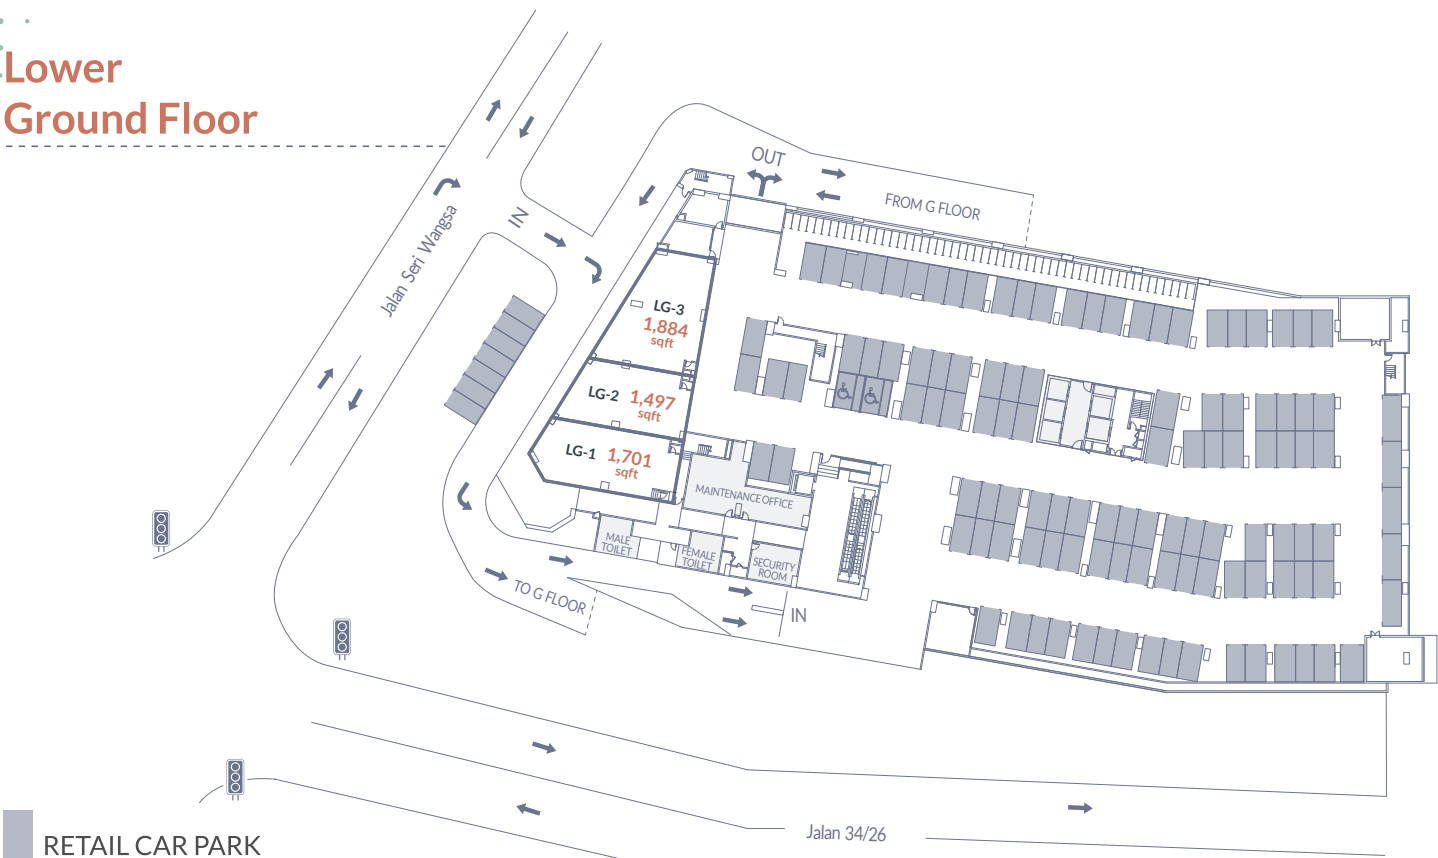 Lower
Ground Floor
OUT
FROM G FLOOR
IN
Jalan Seri Wangsa
LG-3
1,884
sqft
LG-2 1,497
sqft
LG-1 1,701
sqft
MAINTENANCE OFFICE
MALE
TOILET
FEMALE
TOILET
SECURITY
ROOM
TO G FLOOR
IN
Jalan 34/26
RETAIL CAR PARK